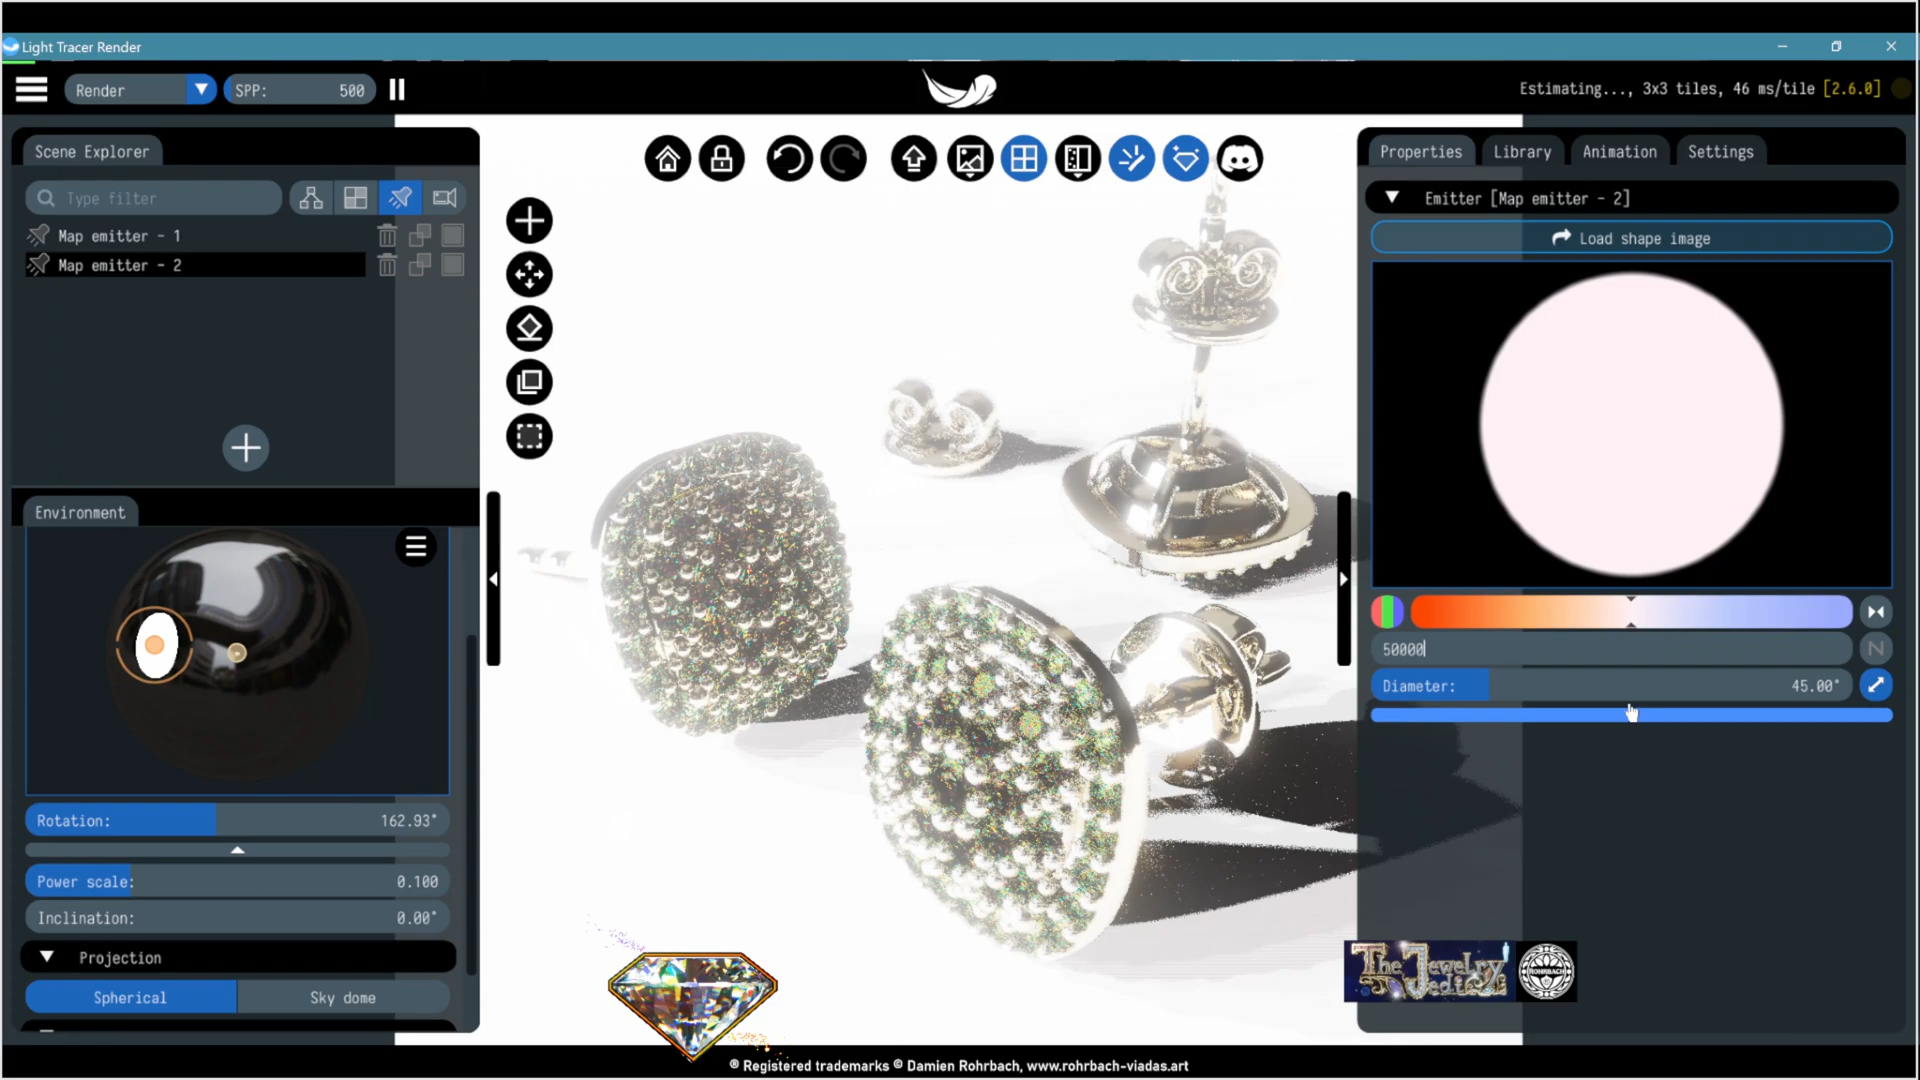 Light Tracer Render
Render
SPP: 500
Estimating..., 3x3 tiles, 46 ms/tile [2.6.0]
Scene Explorer
Type filter
Map emitter - 1
Map emitter - 2
Environment
Rotation: 162.93°
Power scale: 0.100
Inclination: 0.00°
Projection
Spherical
Sky dome
Properties
Library
Animation
Settings
Emitter [Map emitter - 2]
Load shape image
50000
N
Diameter: 45.00°
The Jewelry Jedi
ROHRBACH
® Registered trademarks © Damien Rohrbach, www.rohrbach-viadas.art